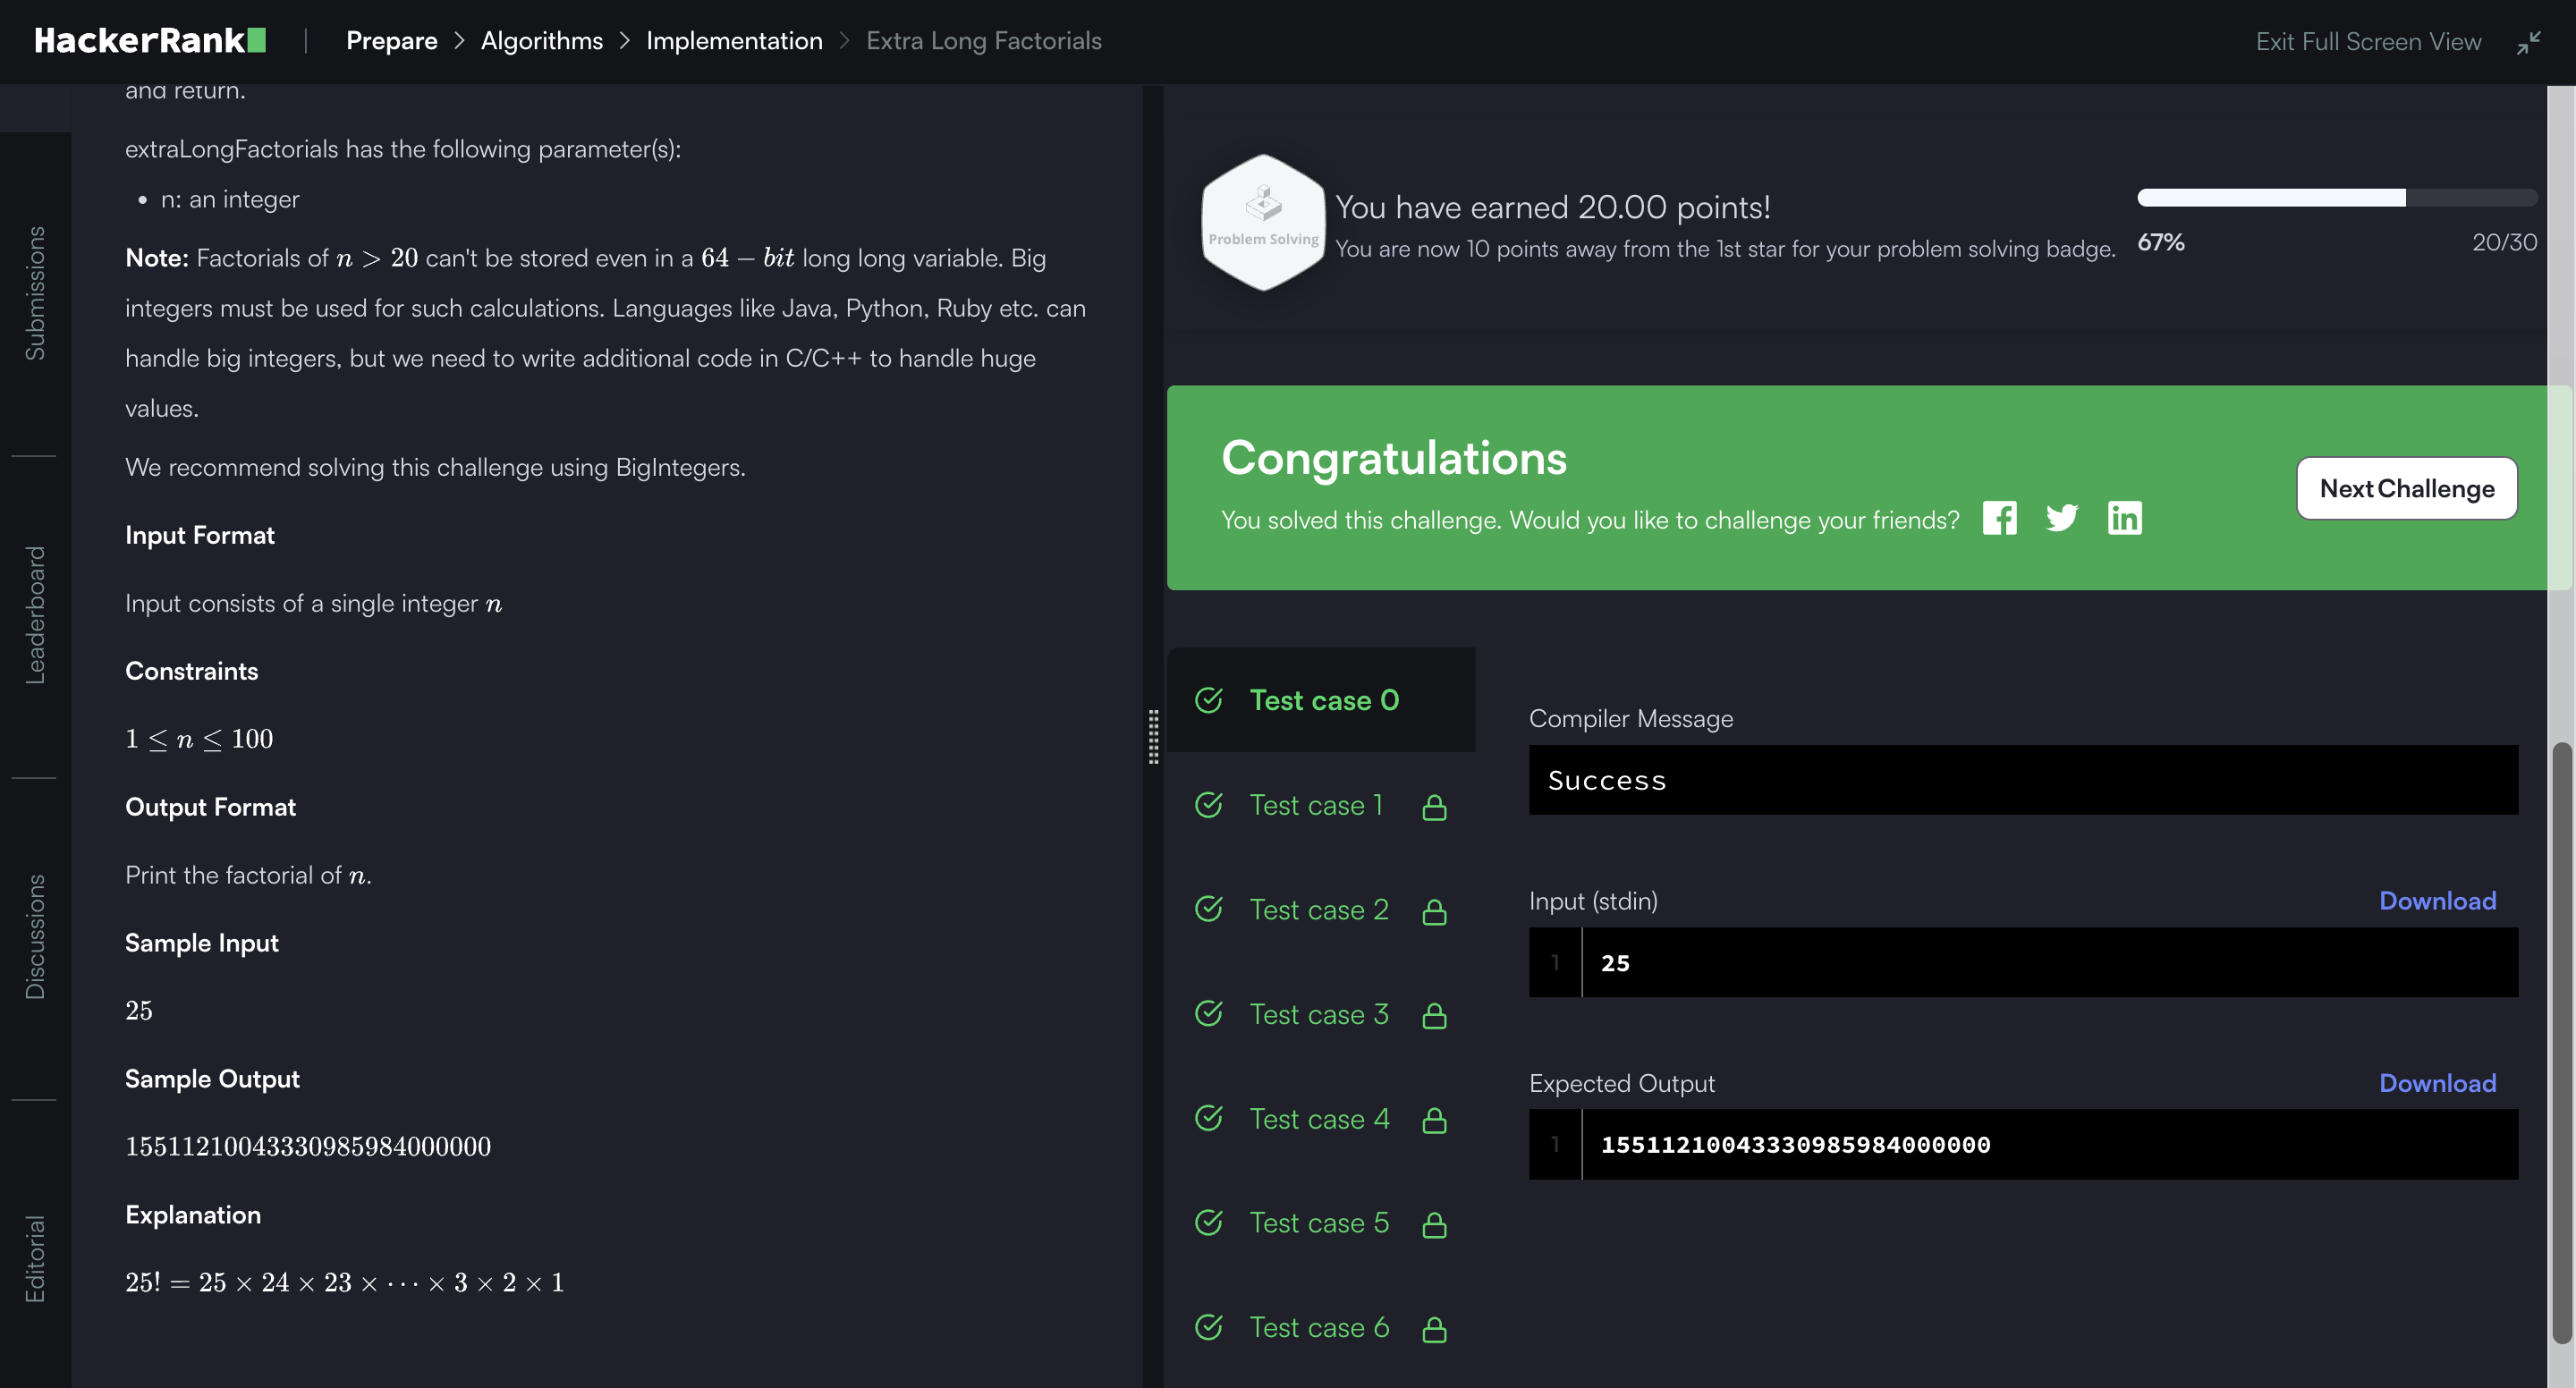 HackerRank | Prepare > Algorithms > Implementation > Extra Long Factorials
Exit Full Screen View
Submissions
Leaderboard
Discussions
Editorial
and return.
extraLongFactorials has the following parameter(s):
• n: an integer
Note: Factorials of n > 20 can't be stored even in a 64 − bit long long variable. Big
integers must be used for such calculations. Languages like Java, Python, Ruby etc. can
handle big integers, but we need to write additional code in C/C++ to handle huge
values.
We recommend solving this challenge using BigIntegers.
Input Format
Input consists of a single integer n
Constraints
1 ≤ n ≤ 100
Output Format
Print the factorial of n.
Sample Input
25
Sample Output
15511210043330985984000000
Explanation
25! = 25 × 24 × 23 × ⋯ × 3 × 2 × 1
Problem Solving
You have earned 20.00 points!
You are now 10 points away from the 1st star for your problem solving badge.
67%
20/30
Congratulations
You solved this challenge. Would you like to challenge your friends?
Next Challenge
Test case 0
Test case 1
Test case 2
Test case 3
Test case 4
Test case 5
Test case 6
Compiler Message
Success
Input (stdin)
Download
1 25
Expected Output
Download
1 15511210043330985984000000